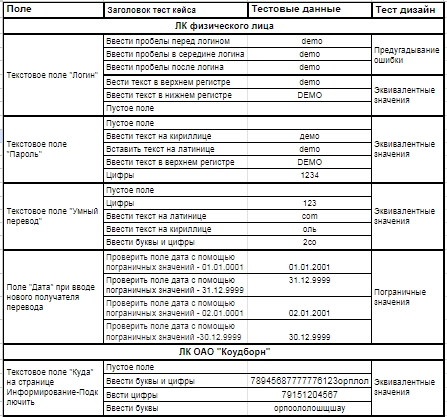 Поле Заголовок тест кейса Тестовые данные Тест дизайн
ЛК физического лица
Текстовое поле "Логин"
Ввести пробелы перед логином demo
Ввести пробелы в середине логина demo
Ввести пробелы после логина demo
Предугадывание
ошибки
Вести текст в верхнем регистре demo
Ввести текст в нижнем регистре DEMO
Пустое поле
Эквивалентные
значения
Текстовое поле
"Пароль"
Пустое поле
Ввести текст на кириллице демо
Вставить текст на латинице demo
Ввести текст в верхнем регистре DEMO
Цифры 1234
Эквивалентные
значения
Текстовое поле "Умный
перевод"
Пустое поле
Цифры 123
Ввести текст на латинице com
Ввести текст на кириллице оль
Ввести буквы и цифры 2со
Эквивалентные
значения
Поле "Дата" при вводе
нового получателя
перевода
Проверить поле дата с помощью
пограничных значений - 01.01.0001 01.01.2001
Проверить поле дата с помощью 31.12.9999
пограничных значений - 31.12.9999
Проверить поле дата с помощью
пограничных значений - 02.01.0001 02.01.2001
Проверить поле дата с помощью
пограничных значений -30.12.9999 30.12.9999
Пограничные
значения
ЛК ОАО "Коудборн"
Текстовое поле "Куда"
на странице
Информирование-Подк
лючить
Пустое поле
Ввести буквы и цифры 78945687777776123орплол
Ввсти цифры 79151204567
Ввести буквы орпоололошщшау
Эквивалентные
значения